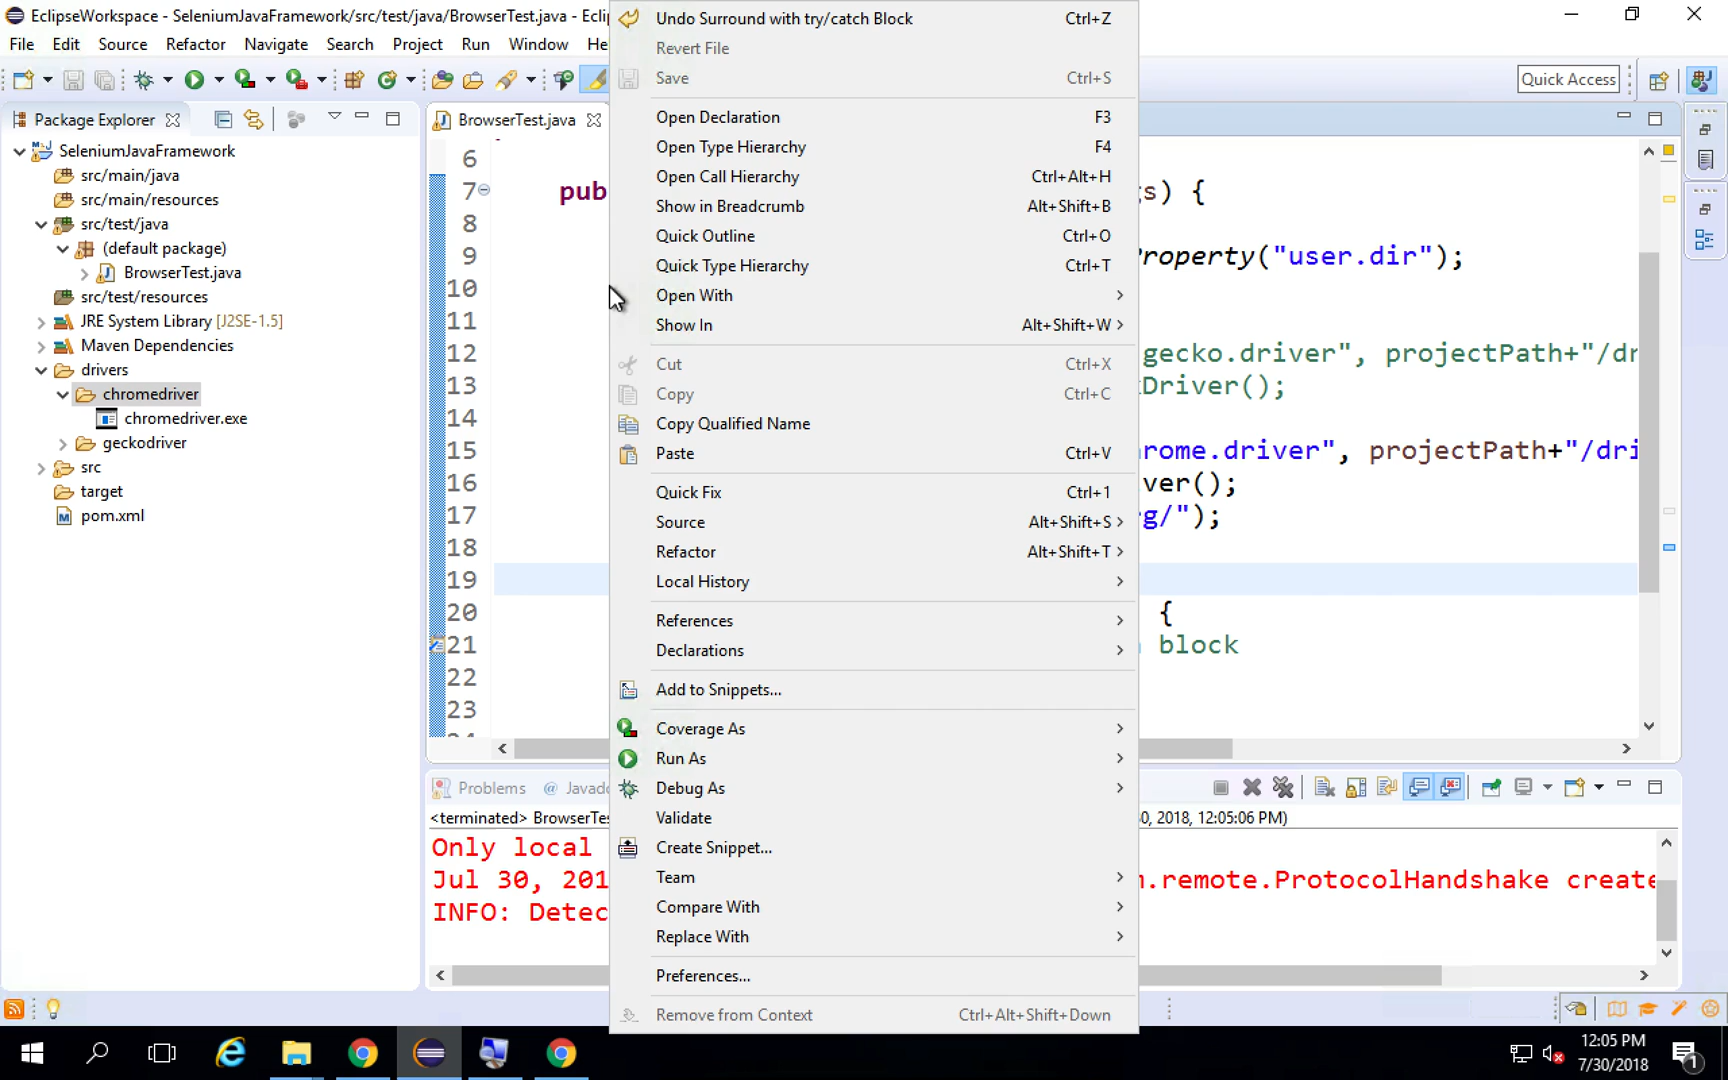 EclipseWorkspace - SeleniumJavaFramework/src/test/java/BrowserTest.java - Ecli
File Edit Source Refactor Navigate Search Project Run Window He
Quick Access
Package Explorer
BrowserTest.java
SeleniumJavaFramework
src/main/java
src/main/resources
src/test/java
(default package)
BrowserTest.java
src/test/resources
JRE System Library [J2SE-1.5]
Maven Dependencies
drivers
chromedriver
chromedriver.exe
geckodriver
src
target
pom.xml
6
7 pub s) {
8
9 Property("user.dir");
10
11
12 gecko.driver", projectPath+"/dr
13 Driver();
14
15 rome.driver", projectPath+"/dri
16 ver();
17 g/");
18
19
20 {
21 block
22
23
Undo Surround with try/catch Block Ctrl+Z
Revert File
Save Ctrl+S
Open Declaration F3
Open Type Hierarchy F4
Open Call Hierarchy Ctrl+Alt+H
Show in Breadcrumb Alt+Shift+B
Quick Outline Ctrl+O
Quick Type Hierarchy Ctrl+T
Open With
Show In Alt+Shift+W
Cut Ctrl+X
Copy Ctrl+C
Copy Qualified Name
Paste Ctrl+V
Quick Fix Ctrl+1
Source Alt+Shift+S
Refactor Alt+Shift+T
Local History
References
Declarations
Add to Snippets...
Coverage As
Run As
Debug As
Validate
Create Snippet...
Team
Compare With
Replace With
Preferences...
Remove from Context Ctrl+Alt+Shift+Down
Problems @ Javado
<terminated> BrowserTes 0, 2018, 12:05:06 PM)
Only local
Jul 30, 201 .remote.ProtocolHandshake create
INFO: Detec
12:05 PM
7/30/2018
1